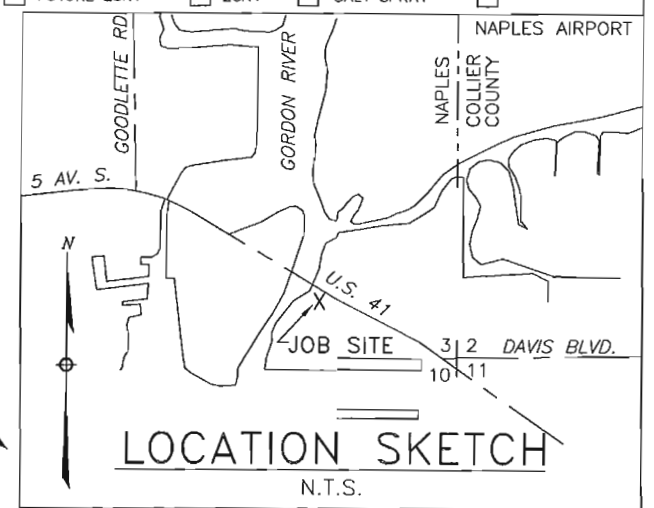 NAPLES AIRPORT
GOODLETTE RD
GORDON RIVER
NAPLES
COLLIER
COUNTY
5 AV. S.
N
U.S. 41
X
JOB SITE
3 2
DAVIS BLVD.
10 11
LOCATION SKETCH
N.T.S.